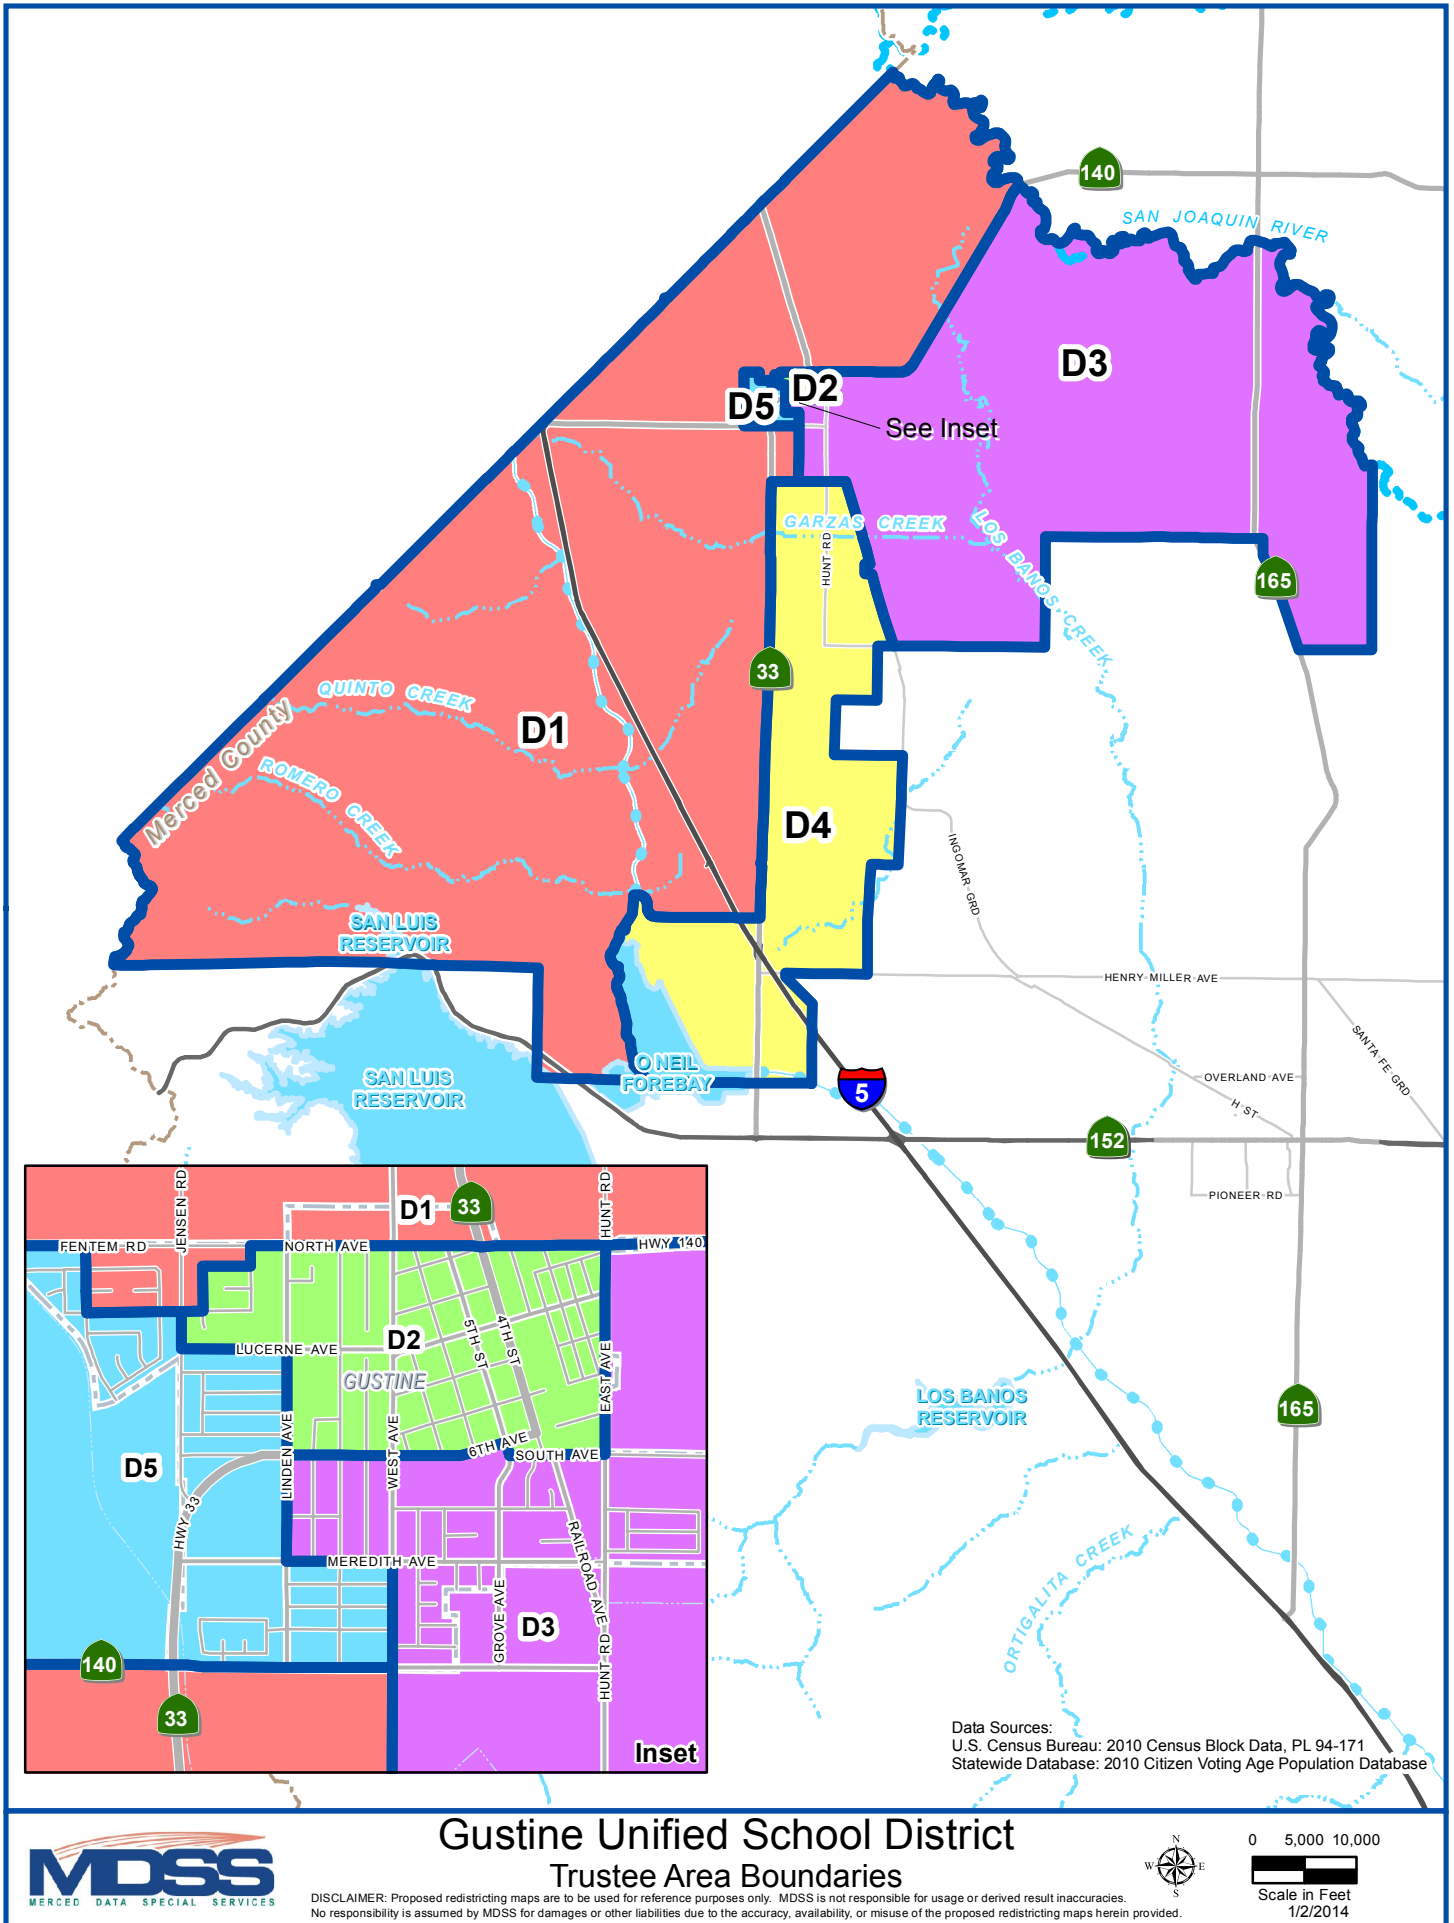 140
SAN JOAQUIN RIVER
D3
D2
D5
See Inset
GARZAS CREEK
LOS BANOS CREEK
HUNT RD
165
33
QUINTO CREEK
D1
Merced County
ROMERO CREEK
D4
INGOMAR GRD
SAN LUIS
RESERVOIR
HENRY MILLER AVE
SANTA FE GRD
O NEIL
FOREBAY
SAN LUIS
RESERVOIR
5
OVERLAND AVE
H ST
152
PIONEER RD
LOS BANOS
RESERVOIR
165
ORTIGALITA CREEK
JENSEN RD
D1
33
HUNT RD
FENTEM RD
NORTH AVE
HWY 140
D2
5TH ST
4TH ST
LUCERNE AVE
GUSTINE
EAST AVE
LINDEN AVE
WEST AVE
6TH AVE
SOUTH AVE
D5
HWY 33
MEREDITH AVE
RAILROAD AVE
GROVE AVE
D3
HUNT RD
140
33
Inset
Data Sources:
U.S. Census Bureau: 2010 Census Block Data, PL 94-171
Statewide Database: 2010 Citizen Voting Age Population Database
MDSS
MERCED DATA SPECIAL SERVICES
Gustine Unified School District
Trustee Area Boundaries
DISCLAIMER: Proposed redistricting maps are to be used for reference purposes only. MDSS is not responsible for usage or derived result inaccuracies.
No responsibility is assumed by MDSS for damages or other liabilities due to the accuracy, availability, or misuse of the proposed redistricting maps herein provided.
N
W E
S
0 5,000 10,000
Scale in Feet
1/2/2014